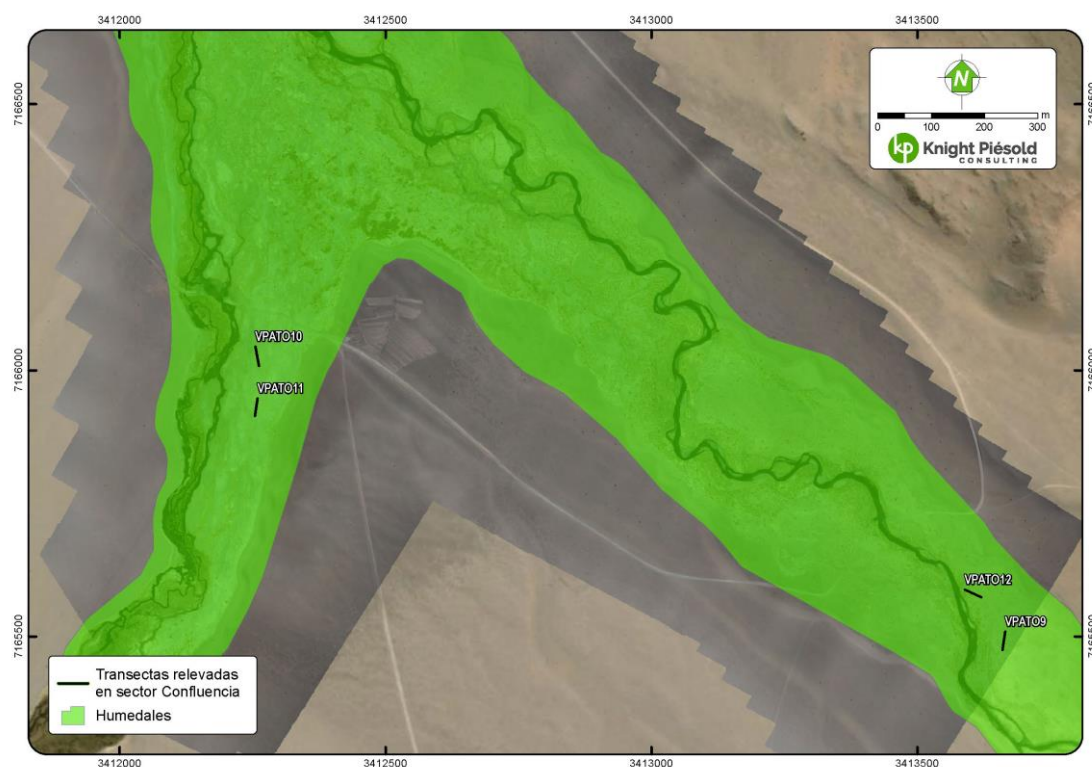 3412000 3412500 3413000 3413500
7166500
7166000
7165500
7166500
7166000
7165500
N
m
0 100 200 300
kp Knight Piésold
CONSULTING
VPATO10
VPATO11
VPATO12
VPATO9
Transectas relevadas
en sector Confluencia
Humedales
3412000 3412500 3413000 3413500